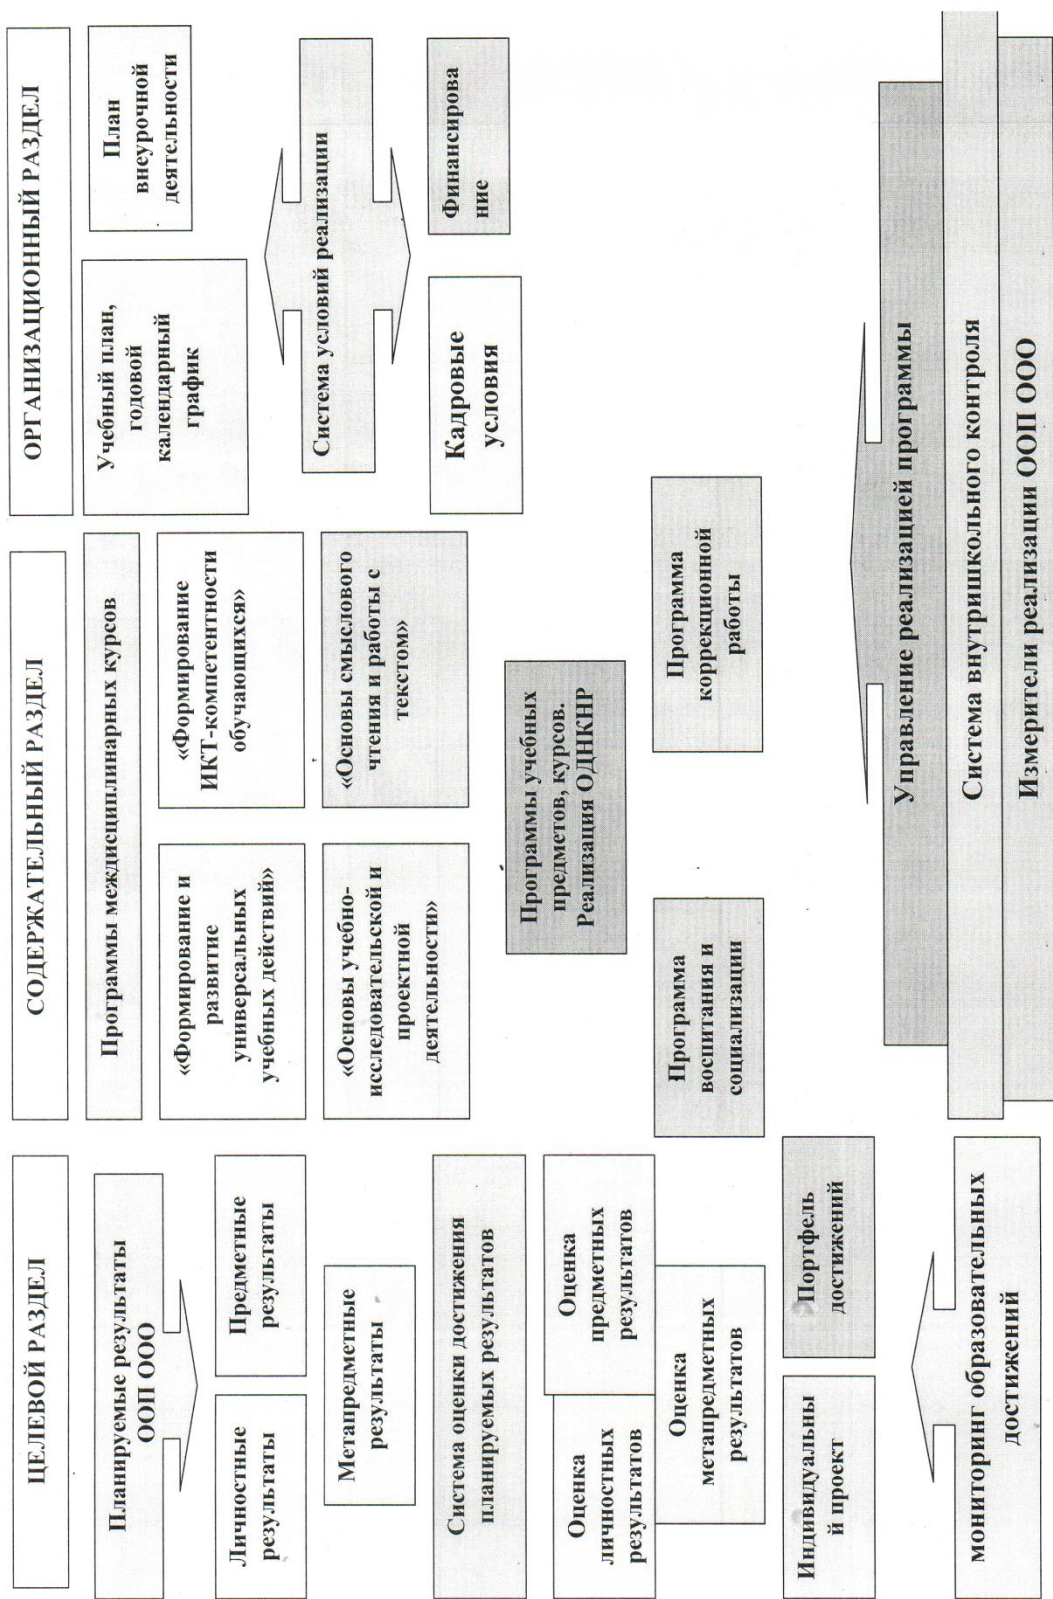 ЦЕЛЕВОЙ РАЗДЕЛ
Планируемые результаты
ООП ООО
Личностные
результаты
Предметные
результаты
Метапредметные
результаты
Система оценки достижения
планируемых результатов
Оценка
личностных
результатов
Оценка
предметных
результатов
Оценка
метапредметных
результатов
Индивидуальны
й проект
Портфель
достижений
мониторинг образовательных
достижений
СОДЕРЖАТЕЛЬНЫЙ РАЗДЕЛ
Программы междисциплинарных курсов
«Формирование и
развитие
универсальных
учебных действий»
«Формирование
ИКТ-компетентности
обучающихся»
«Основы учебно-
исследовательской и
проектной
деятельности»
«Основы смыслового
чтения и работы с
текстом»
Программы учебных
предметов, курсов.
Реализация ОДНКНР
Программа
воспитания и
социализации
Программа
коррекционной
работы
ОРГАНИЗАЦИОННЫЙ РАЗДЕЛ
Учебный план,
годовой
календарный
график
План
внеурочной
деятельности
Система условий реализации
Кадровые
условия
Финансирова
ние
Управление реализацией программы
Система внутришкольного контроля
Измерители реализации ООП ООО